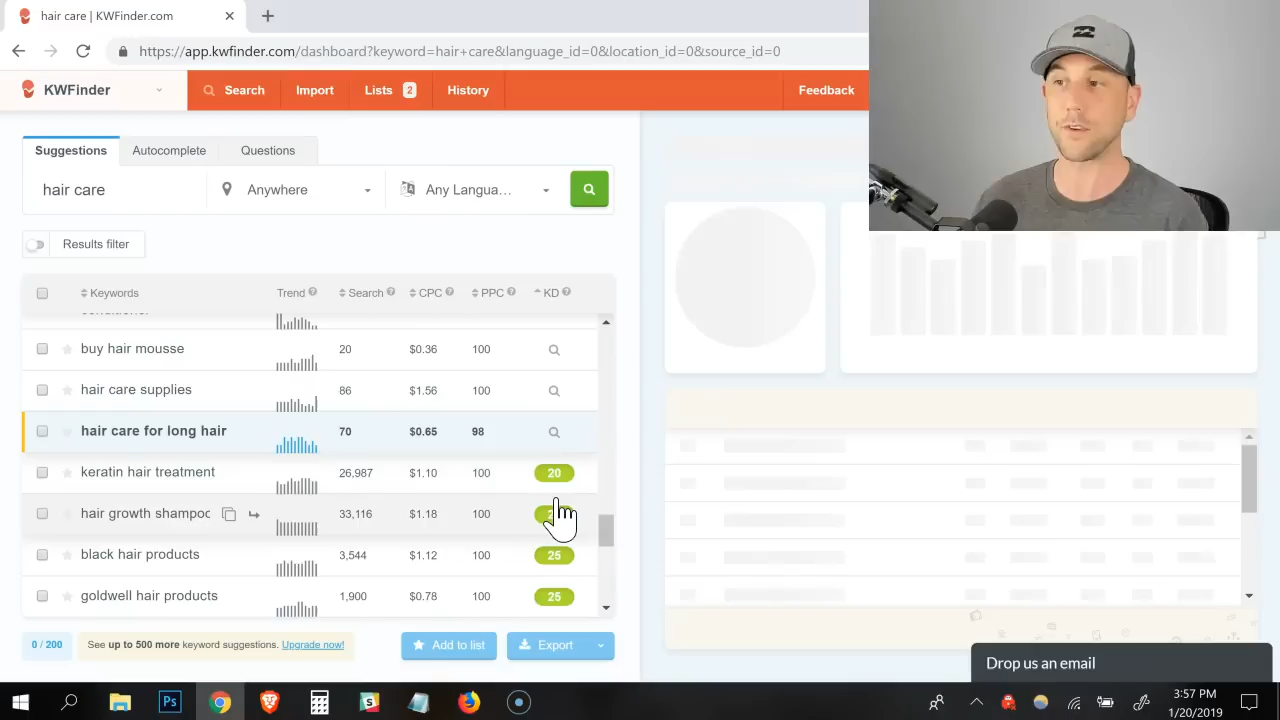 hair care | KWFinder.com
https://app.kwfinder.com/dashboard?keyword=hair+care&language_id=0&location_id=0&source_id=0
KWFinder Search Import Lists 2 History Feedback
Suggestions Autocomplete Questions
hair care Anywhere Any Langua...
Results filter
Keywords Trend Search CPC PPC KD
buy hair mousse 20 $0.36 100
hair care supplies 86 $1.56 100
hair care for long hair 70 $0.65 98
keratin hair treatment 26,987 $1.10 100 20
hair growth shampoo 33,116 $1.18 100
black hair products 3,544 $1.12 100 25
goldwell hair products 1,900 $0.78 100 25
0 / 200 See up to 500 more keyword suggestions. Upgrade now! Add to list Export
Drop us an email
Ps
3:57 PM
1/20/2019